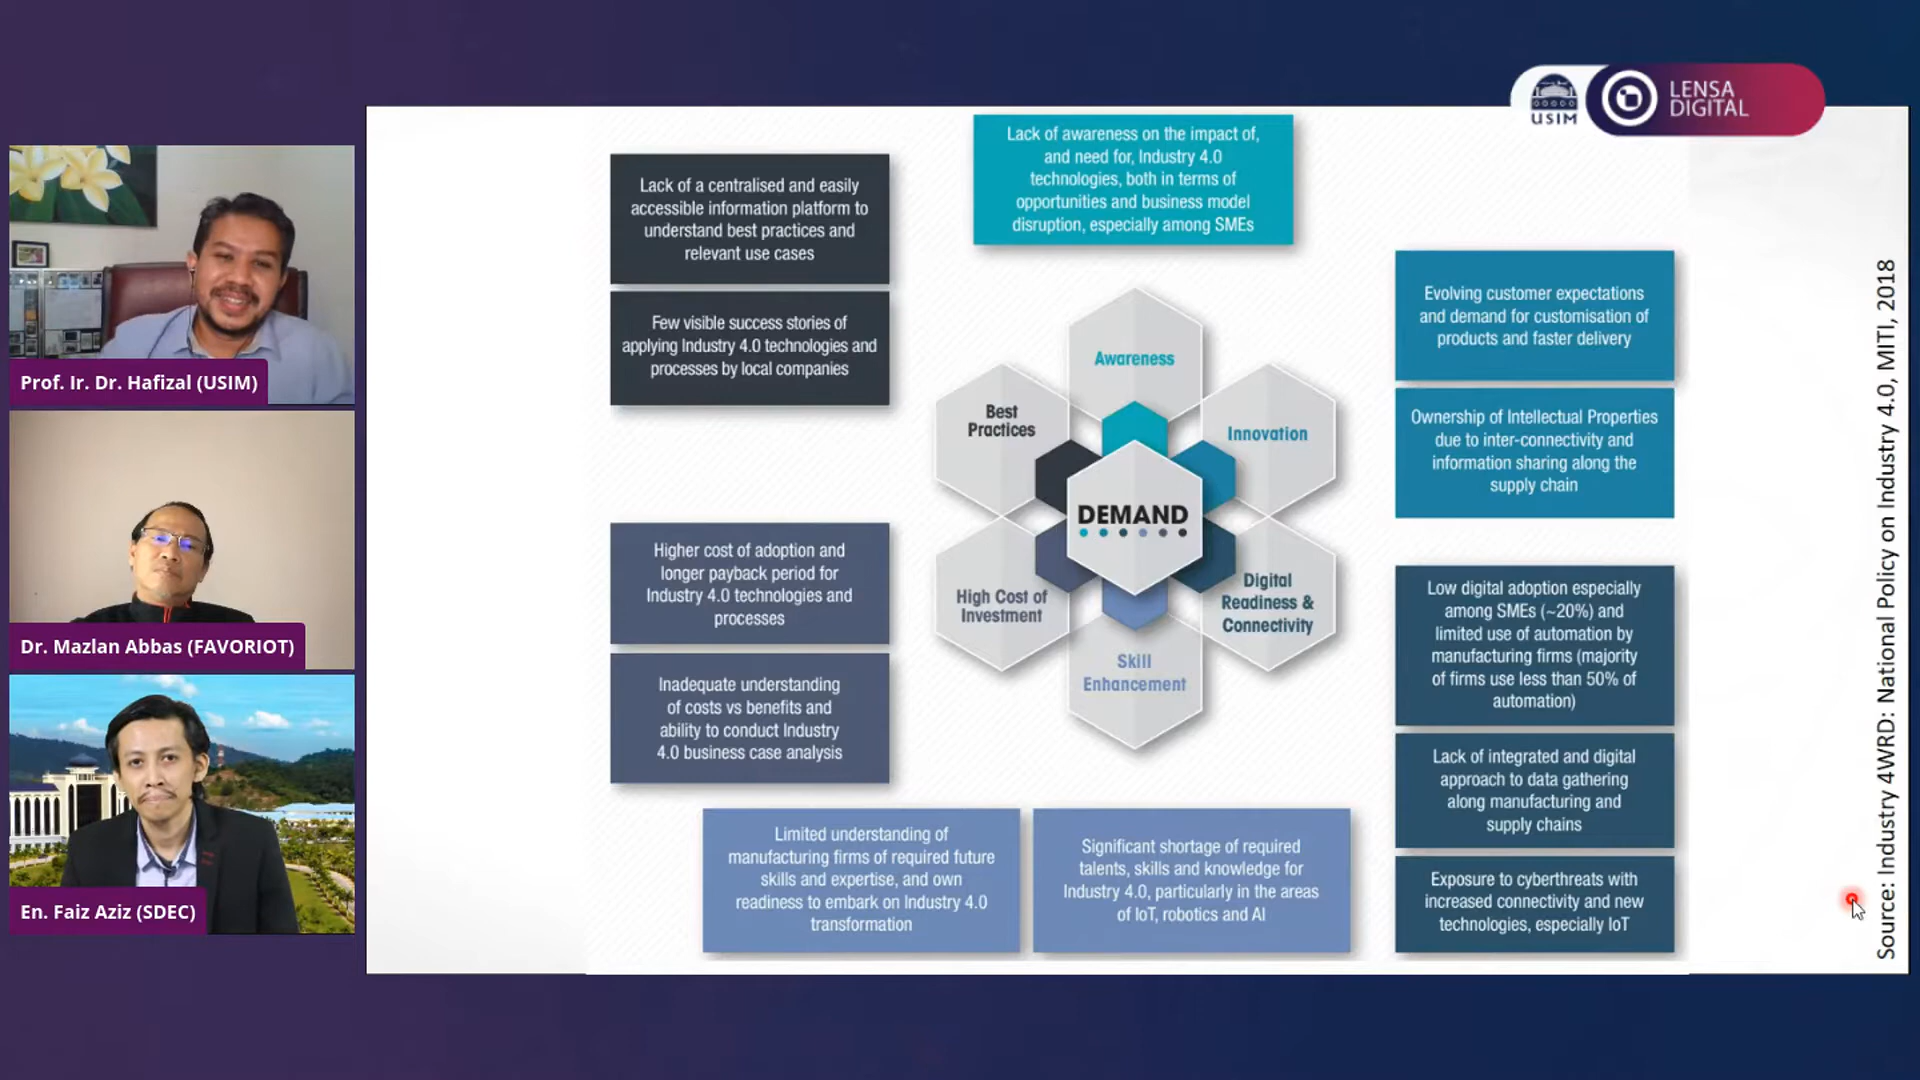 USIM
LENSA
DIGITAL
Prof. Ir. Dr. Hafizal (USIM)
Dr. Mazlan Abbas (FAVORIOT)
En. Faiz Aziz (SDEC)
Lack of a centralised and easily
accessible information platform to
understand best practices and
relevant use cases
Few visible success stories of
applying Industry 4.0 technologies and
processes by local companies
Lack of awareness on the impact of,
and need for, Industry 4.0
technologies, both in terms of
opportunities and business model
disruption, especially among SMEs
Evolving customer expectations
and demand for customisation of
products and faster delivery
Ownership of Intellectual Properties
due to inter-connectivity and
information sharing along the
supply chain
Awareness
Best
Practices
Innovation
DEMAND
High Cost of
Investment
Digital
Readiness &
Connectivity
Skill
Enhancement
Higher cost of adoption and
longer payback period for
Industry 4.0 technologies and
processes
Inadequate understanding
of costs vs benefits and
ability to conduct Industry
4.0 business case analysis
Low digital adoption especially
among SMEs (~20%) and
limited use of automation by
manufacturing firms (majority
of firms use less than 50% of
automation)
Lack of integrated and digital
approach to data gathering
along manufacturing and
supply chains
Exposure to cyberthreats with
increased connectivity and new
technologies, especially IoT
Limited understanding of
manufacturing firms of required future
skills and expertise, and own
readiness to embark on Industry 4.0
transformation
Significant shortage of required
talents, skills and knowledge for
Industry 4.0, particularly in the areas
of IoT, robotics and AI
Source: Industry 4WRD: National Policy on Industry 4.0, MITI, 2018